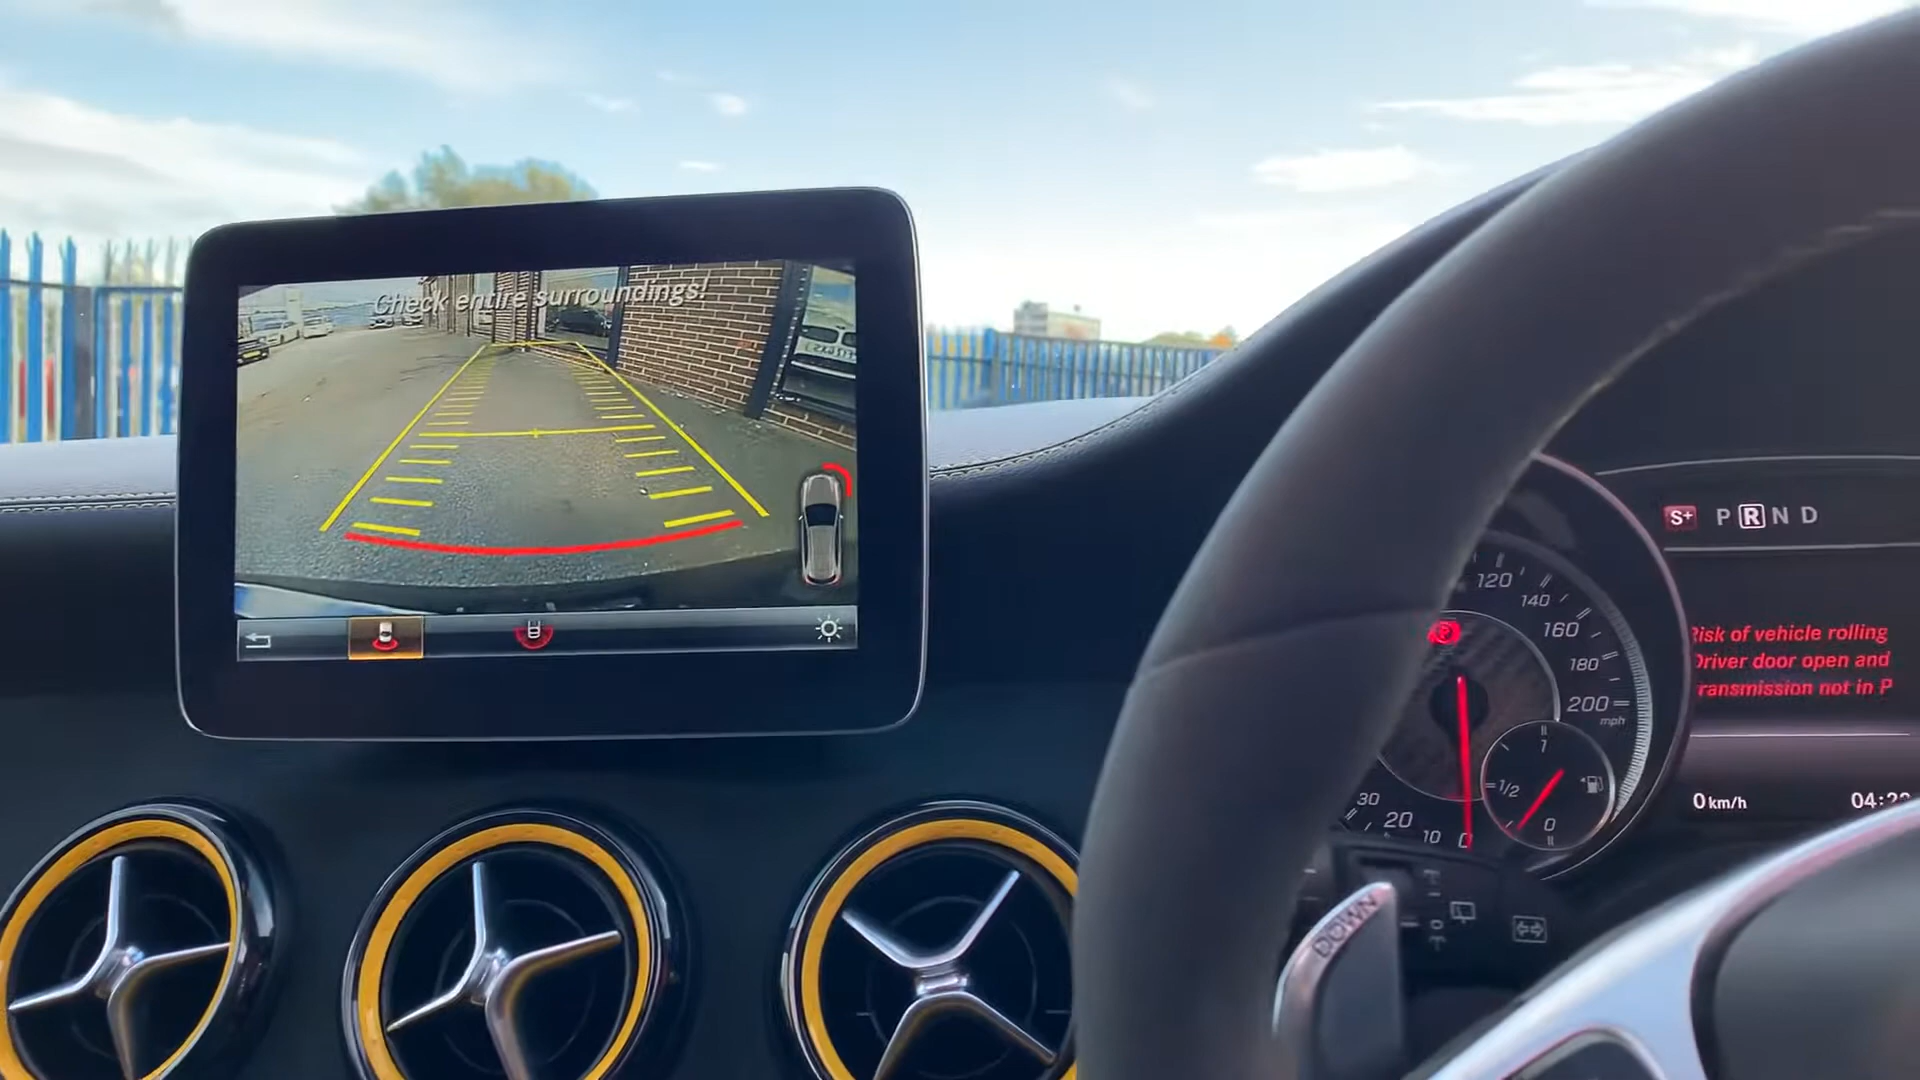 Check entire surroundings!
S+ P R N D
120
140
160
180
200
mph
Risk of vehicle rolling
Driver door open and
transmission not in P
1
1/2
0
30
20
10
0
0 km/h
DOWN